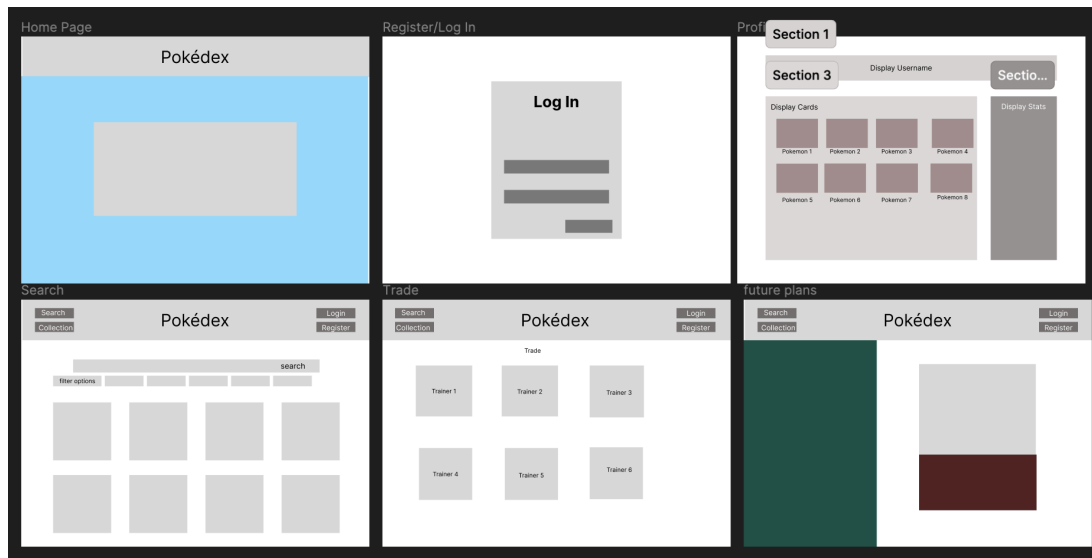 Home Page
Pokédex
Register/Log In
Log In
Profi
Section 1
Display Username
Section 3
Sectio...
Display Cards
Display Stats
Pokemon 1 Pokemon 2 Pokemon 3 Pokemon 4
Pokemon 5 Pokemon 6 Pokemon 7 Pokemon 8
Search
Search
Collection
Pokédex
Login
Register
search
filter options
Trade
Search
Collection
Pokédex
Login
Register
Trade
Trainer 1 Trainer 2 Trainer 3
Trainer 4 Trainer 5 Trainer 6
future plans
Search
Collection
Pokédex
Login
Register